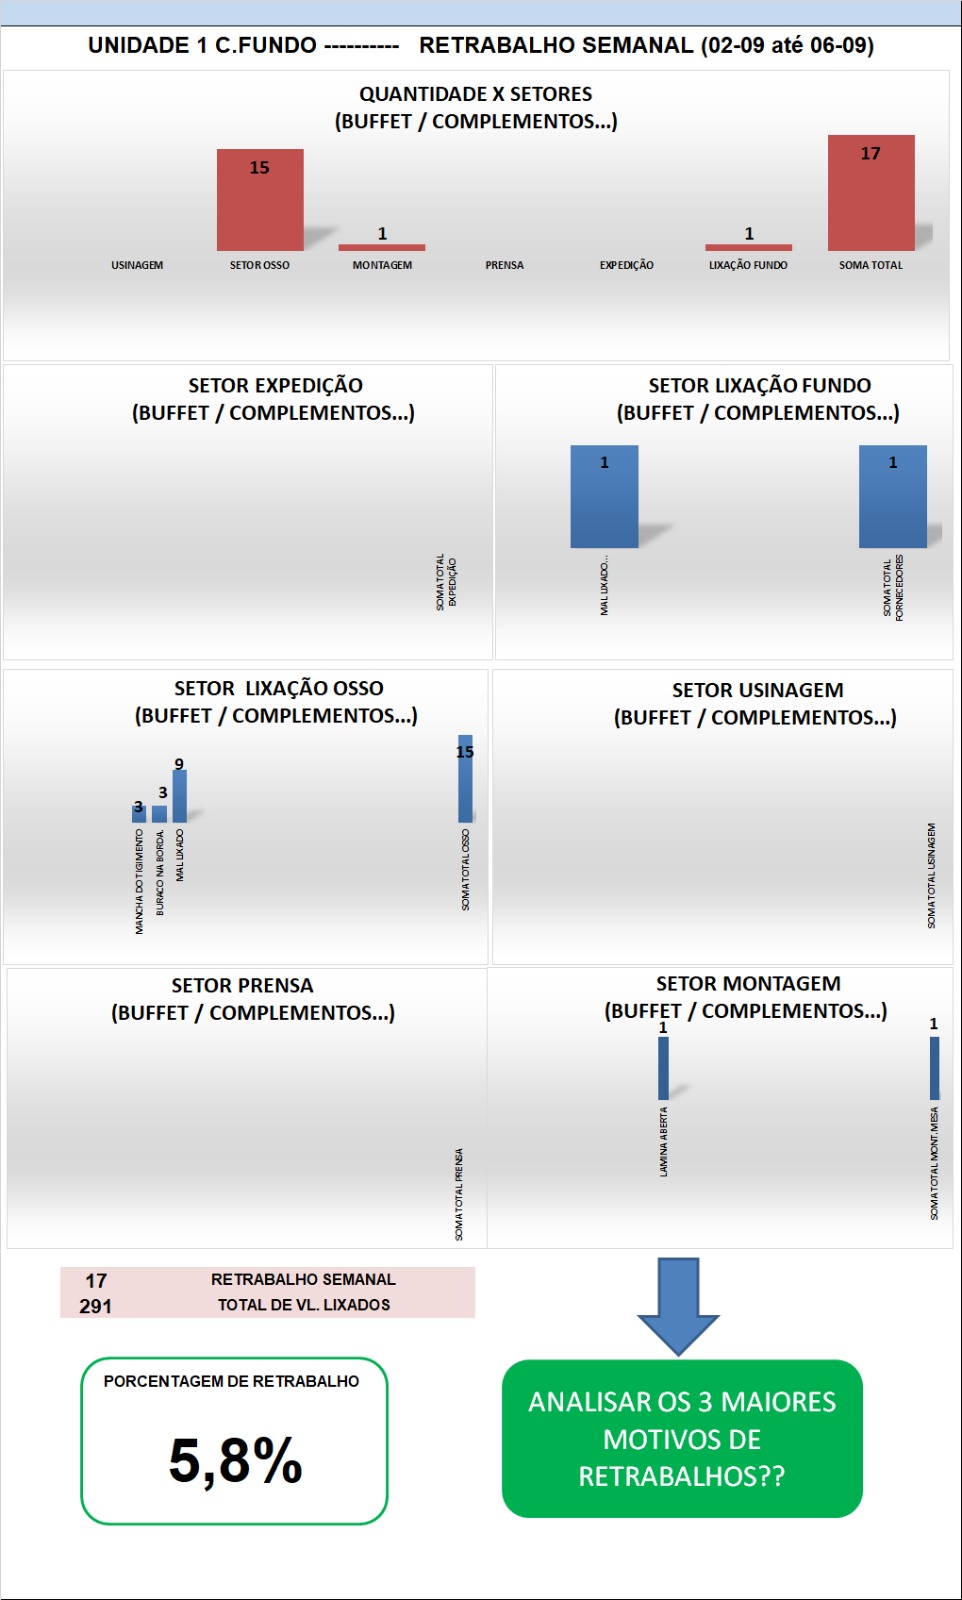 UNIDADE 1 C.FUNDO ---------- RETRABALHO SEMANAL (02-09 até 06-09)
QUANTIDADE X SETORES
(BUFFET / COMPLEMENTOS...)
15
1
1
17
USINAGEM SETOR OSSO MONTAGEM PRENSA EXPEDIÇÃO LIXAÇÃO FUNDO SOMA TOTAL
SETOR EXPEDIÇÃO
(BUFFET / COMPLEMENTOS...)
SOMA TOTAL
EXPEDIÇÃO
SETOR LIXAÇÃO FUNDO
(BUFFET / COMPLEMENTOS...)
1
1
MAL LIXADO...
SOMA TOTAL
FORNECEDORES
SETOR LIXAÇÃO OSSO
(BUFFET / COMPLEMENTOS...)
3
3
9
15
MANCHA DO TIGIMENTO
BURACO NA BORDA.
MAL LIXADO
SOMA TOTAL OSSO
SETOR USINAGEM
(BUFFET / COMPLEMENTOS...)
SOMA TOTAL USINAGEM
SETOR PRENSA
(BUFFET / COMPLEMENTOS...)
SOMA TOTAL PRENSA
SETOR MONTAGEM
(BUFFET / COMPLEMENTOS...)
1
1
LAMINA ABERTA
SOMA TOTAL MONT.MESA
17 RETRABALHO SEMANAL
291 TOTAL DE VL. LIXADOS
PORCENTAGEM DE RETRABALHO
5,8%
ANALISAR OS 3 MAIORES
MOTIVOS DE
RETRABALHOS??